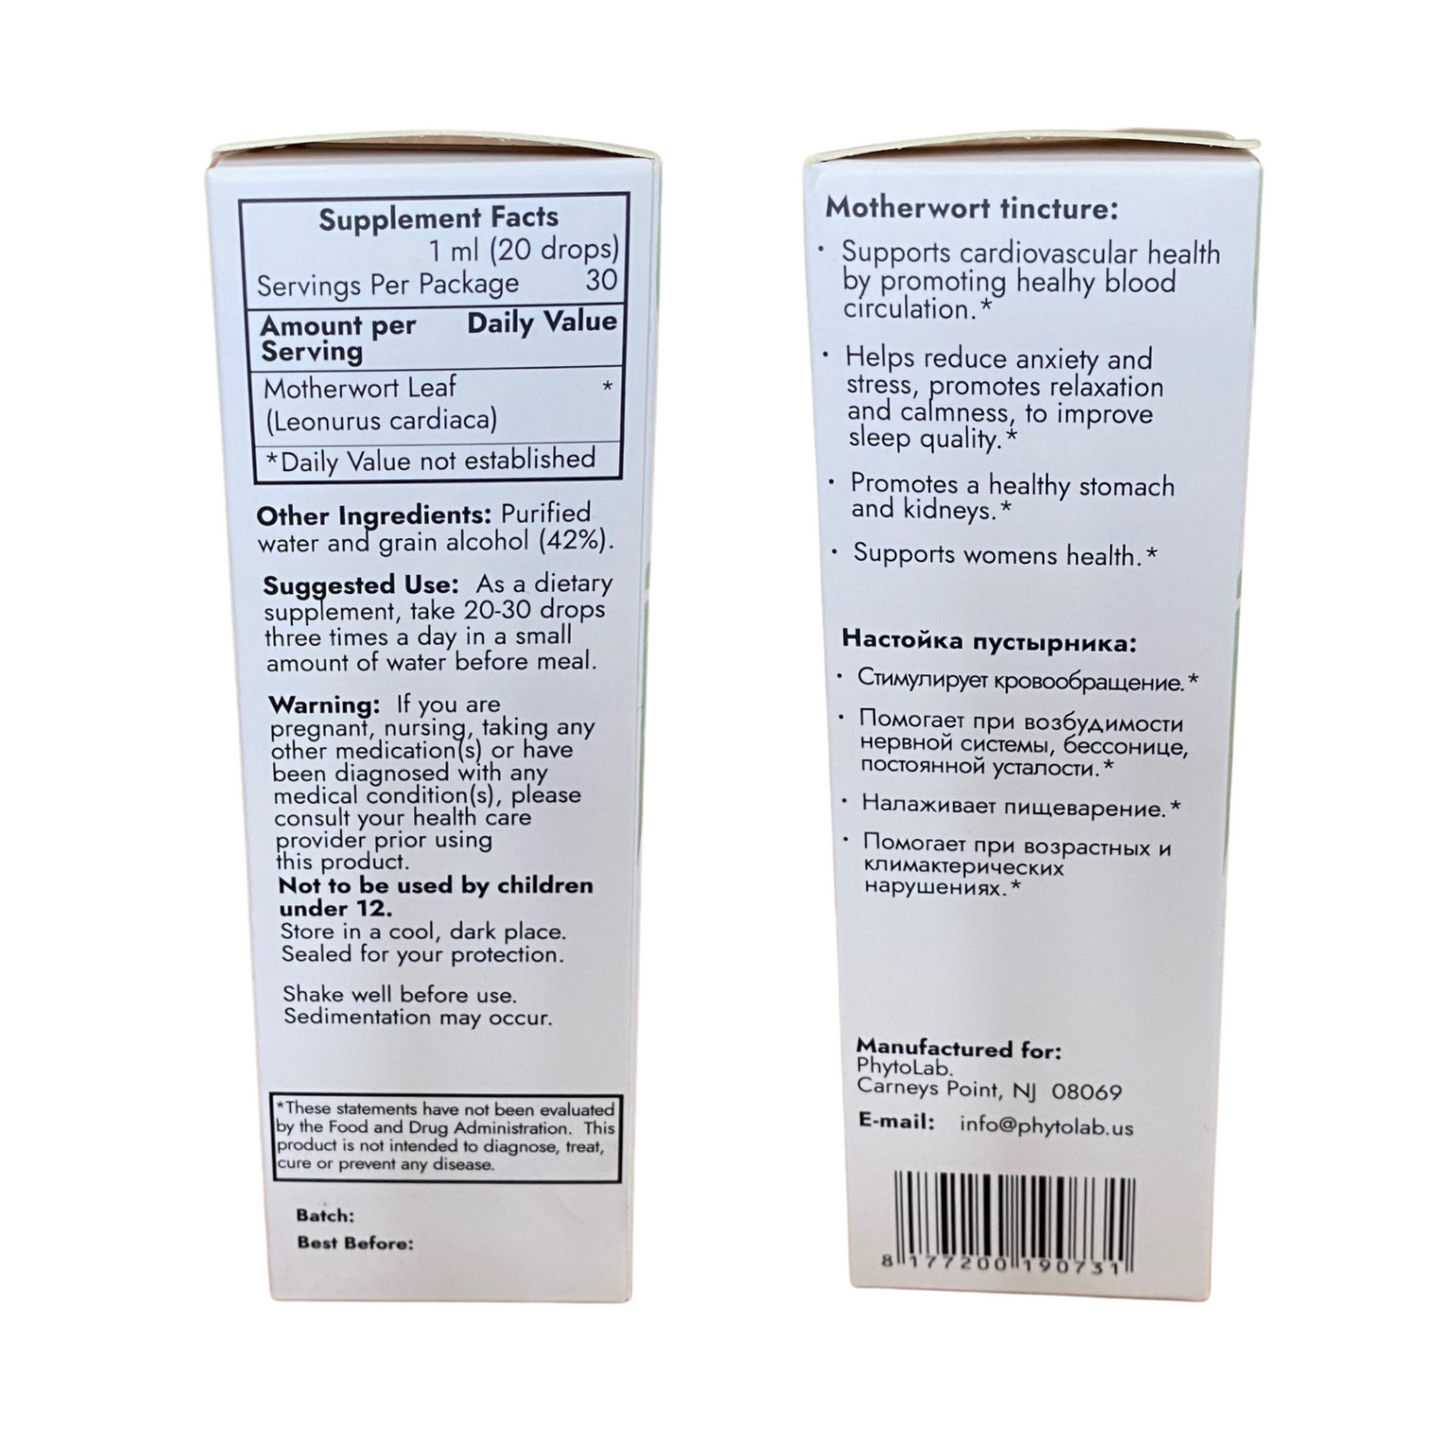 Supplement Facts
1 ml (20 drops)
Servings Per Package 30
Amount per Daily Value
Serving
Motherwort Leaf *
(Leonurus cardiaca)
*Daily Value not established
Other Ingredients: Purified
water and grain alcohol (42%).
Suggested Use: As a dietary
supplement, take 20-30 drops
three times a day in a small
amount of water before meal.
Warning: If you are
pregnant, nursing, taking any
other medication(s) or have
been diagnosed with any
medical condition(s), please
consult your health care
provider prior using
this product.
Not to be used by children
under 12.
Store in a cool, dark place.
Sealed for your protection.
Shake well before use.
Sedimentation may occur.
*These statements have not been evaluated
by the Food and Drug Administration. This
product is not intended to diagnose, treat,
cure or prevent any disease.
Batch:
Best Before:
Motherwort tincture:
• Supports cardiovascular health
by promoting healhy blood
circulation.*
• Helps reduce anxiety and
stress, promotes relaxation
and calmness, to improve
sleep quality.*
• Promotes a healthy stomach
and kidneys.*
• Supports womens health.*
Настойка пустырника:
• Стимулирует кровообращение.*
• Помогает при возбудимости
нервной системы, бессонице,
постоянной усталости.*
• Налаживает пищеварение.*
• Помогает при возрастных и
климактерических
нарушениях.*
Manufactured for:
PhytoLab.
Carneys Point, NJ 08069
E-mail: info@phytolab.us
8 177200 190731